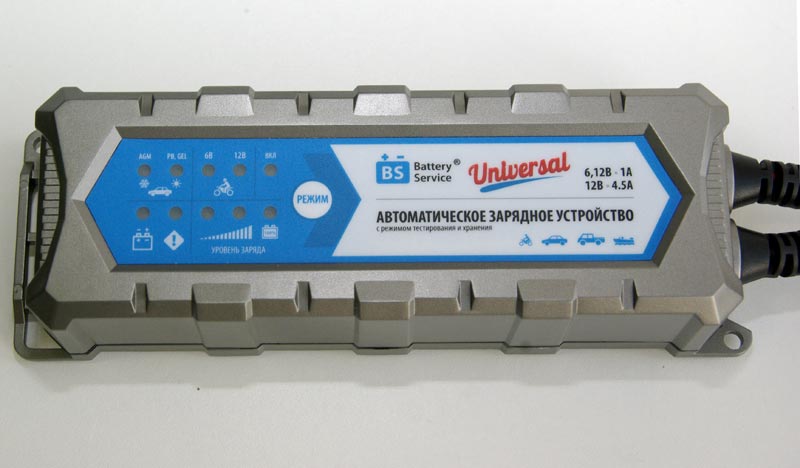 AGM PB, GEL 6В 12В ВКЛ
РЕЖИМ
УРОВЕНЬ ЗАРЯДА
100%
BS Battery Service®
Universal
6,12В - 1А
12В - 4.5А
АВТОМАТИЧЕСКОЕ ЗАРЯДНОЕ УСТРОЙСТВО
с режимом тестирования и хранения